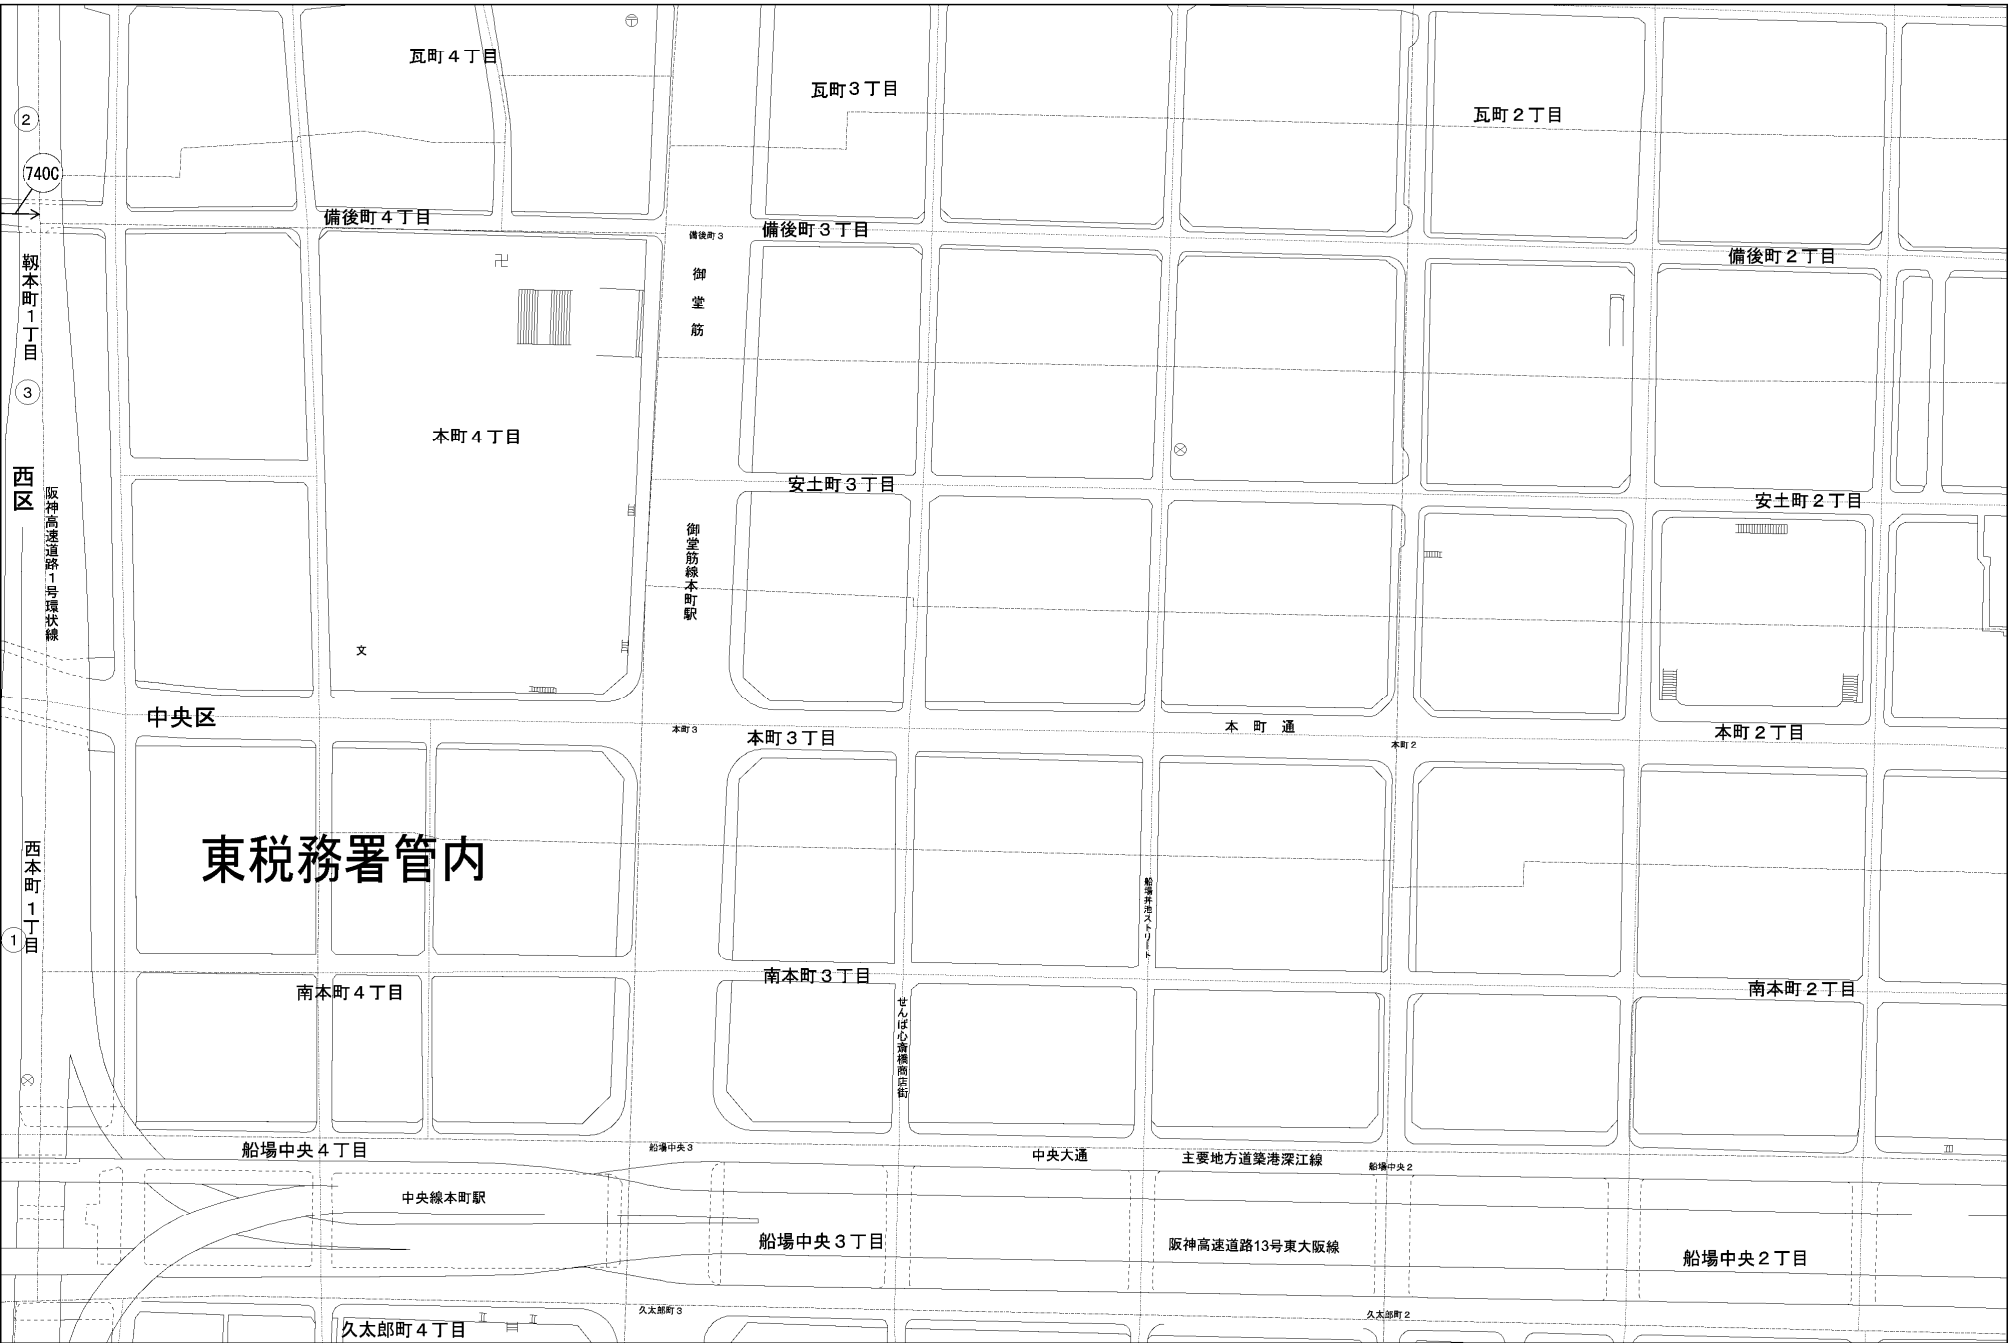 瓦町４丁目
瓦町３丁目
瓦町２丁目
2
740C
備後町４丁目
備後町３
備後町３丁目
備後町２丁目
靱本町１丁目
御堂筋
3
本町４丁目
西区
阪神高速道路１号環状線
安土町３丁目
安土町２丁目
御堂筋線本町駅
文
中央区
本町３
本町３丁目
本町通
本町２
本町２丁目
東税務署管内
西本町１丁目
1
船場丼池ストリート
南本町４丁目
南本町３丁目
南本町２丁目
せんば心斎橋商店街
船場中央４丁目
船場中央３
中央大通
主要地方道築港深江線
船場中央２
中央線本町駅
船場中央３丁目
阪神高速道路13号東大阪線
船場中央２丁目
久太郎町３
久太郎町２
久太郎町４丁目